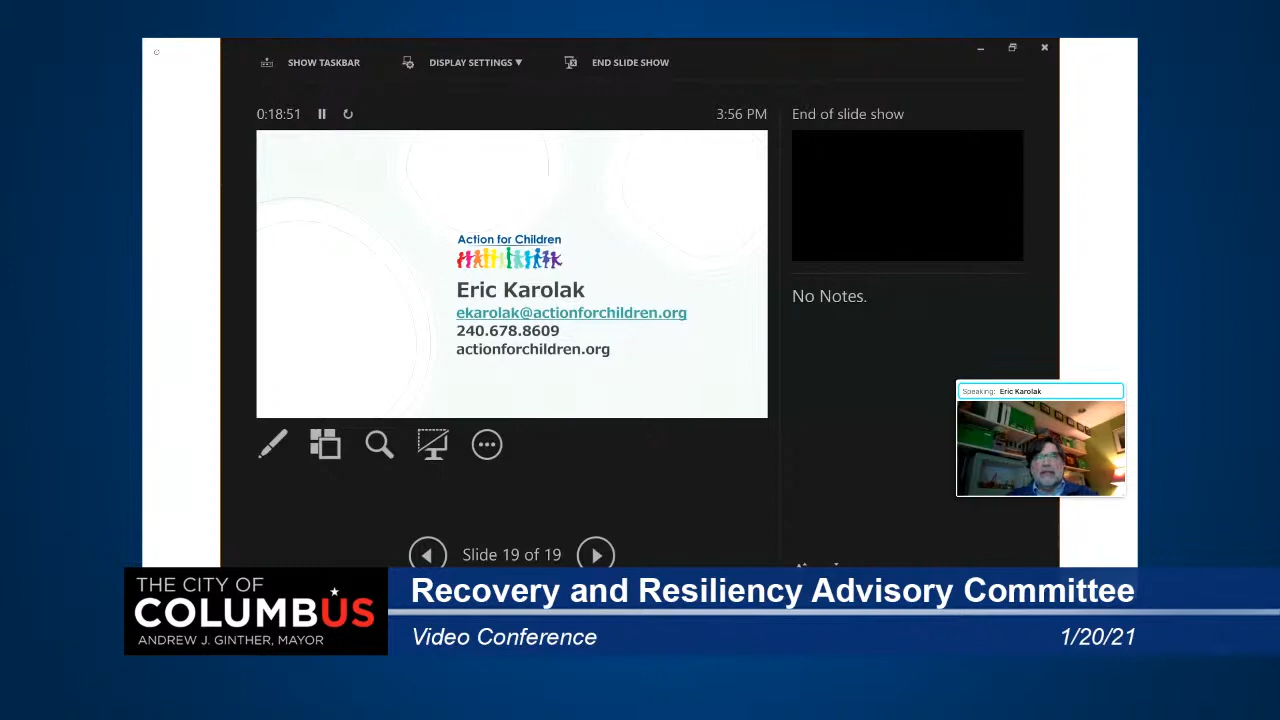 SHOW TASKBAR
DISPLAY SETTINGS ▼
END SLIDE SHOW
0:18:51
3:56 PM
End of slide show
Action for Children
Eric Karolak
ekarolak@actionforchildren.org
240.678.8609
actionforchildren.org
No Notes.
Speaking: Eric Karolak
Slide 19 of 19
THE CITY OF
COLUMBUS
ANDREW J. GINTHER, MAYOR
Recovery and Resiliency Advisory Committee
Video Conference
1/20/21